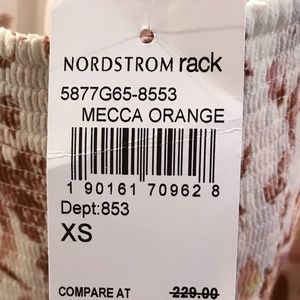 NORDSTROM rack
5877G65-8553
MECCA ORANGE
1 90161 70962 8
Dept:853
XS
COMPARE AT 229.00